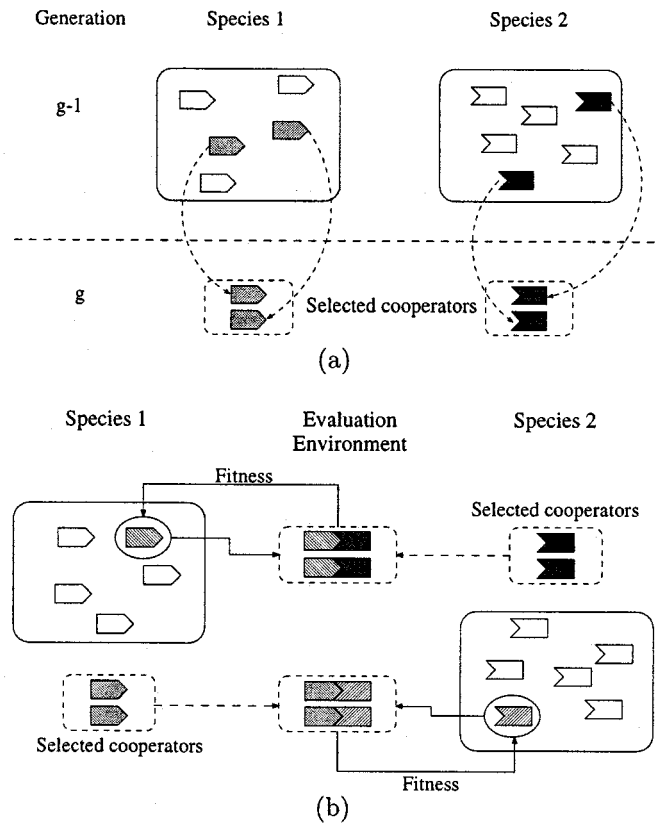 Generation Species 1 Species 2
g-1
g
Selected cooperators
(a)
Species 1 Evaluation Environment Species 2
Fitness
Selected cooperators
Selected cooperators
Fitness
(b)